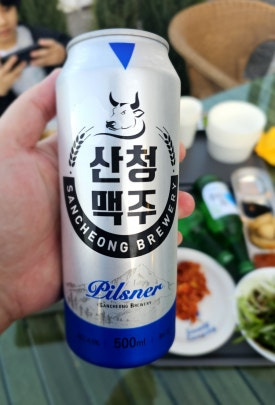 산청
맥주
SANCHEONG BREWERY
Pilsner
SANCHEONG BREWERY
500ml